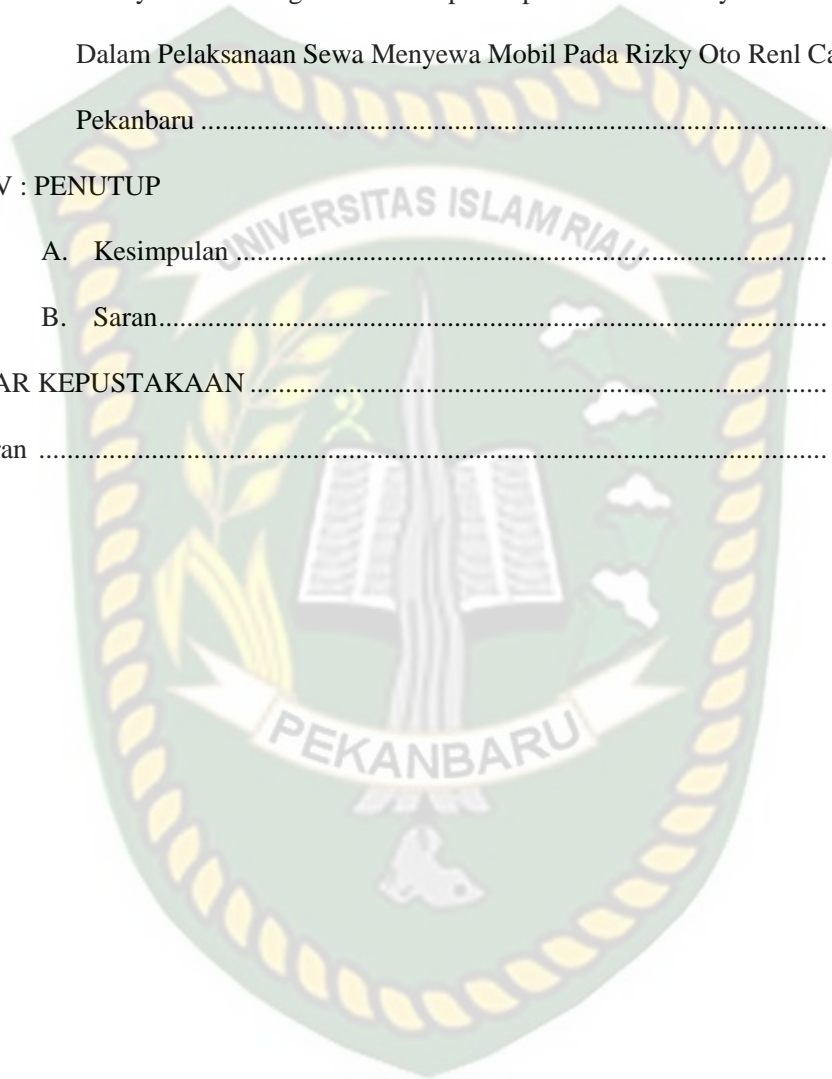 Dalam Pelaksanaan Sewa Menyewa Mobil Pada Rizky Oto Renl Ca
Pekanbaru ..........................................................................................
V : PENUTUP
UNIVERSITAS ISLAM RIAU
A. Kesimpulan .....................................................................................
B. Saran................................................................................................
AR KEPUSTAKAAN ...................................................................................
ran ..................................................................................................................
PEKANBARU